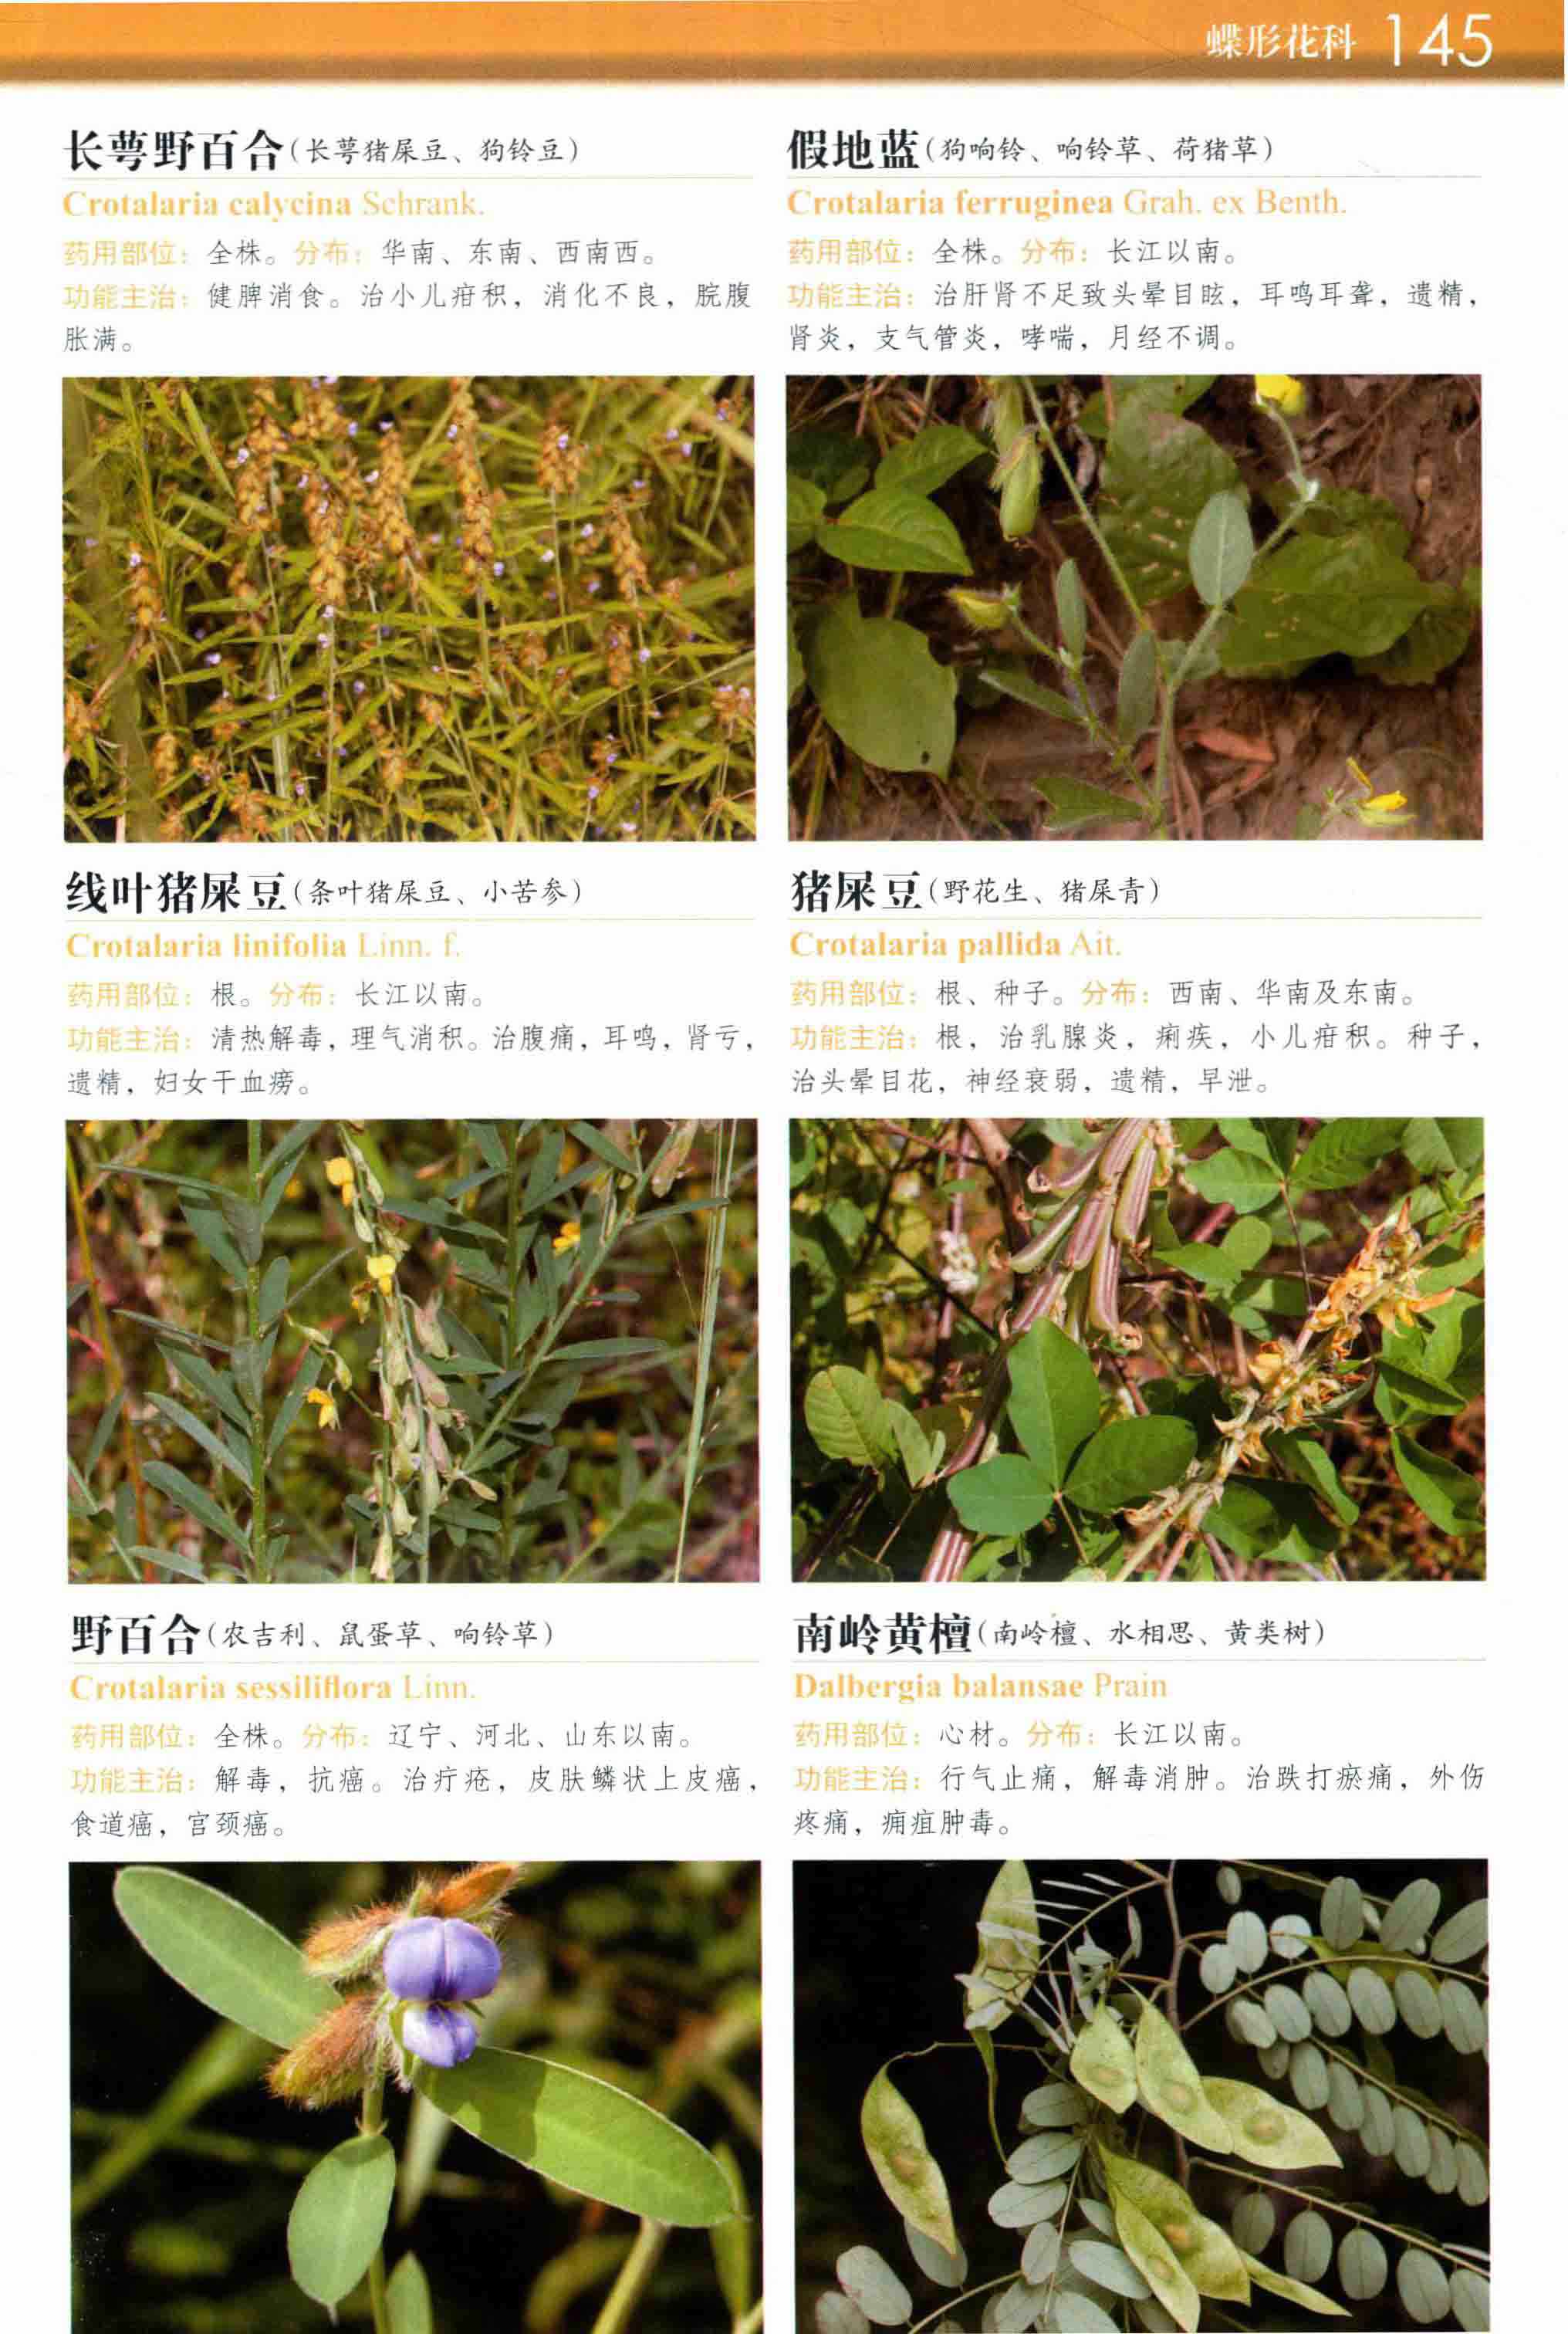 蝶形花科 145
长萼野百合(长萼猪屎豆、狗铃豆)
Crotalaria calycina Schrank.
药用部位：全株。分布：华南、东南、西南西。
功能主治：健脾消食。治小儿疳积，消化不良，脘腹
胀满。
假地蓝(狗响铃、响铃草、荷猪草)
Crotalaria ferruginea Grah. ex Benth.
药用部位：全株。分布：长江以南。
功能主治：治肝肾不足致头晕目眩，耳鸣耳聋，遗精，
肾炎，支气管炎，哮喘，月经不调。
线叶猪屎豆(条叶猪屎豆、小苦参)
Crotalaria linifolia Linn. f.
药用部位：根。分布：长江以南。
功能主治：清热解毒，理气消积。治腹痛，耳鸣，肾亏，
遗精，妇女干血痨。
猪屎豆(野花生、猪屎青)
Crotalaria pallida Ait.
药用部位：根、种子。分布：西南、华南及东南。
功能主治：根，治乳腺炎，痢疾，小儿疳积。种子，
治头晕目花，神经衰弱，遗精，早泄。
野百合(农吉利、鼠蛋草、响铃草)
Crotalaria sessiliflora Linn.
药用部位：全株。分布：辽宁、河北、山东以南。
功能主治：解毒，抗癌。治疔疮，皮肤鳞状上皮癌，
食道癌，宫颈癌。
南岭黄檀(南岭檀、水相思、黄类树)
Dalbergia balansae Prain
药用部位：心材。分布：长江以南。
功能主治：行气止痛，解毒消肿。治跌打瘀痛，外伤
疼痛，痈疽肿毒。